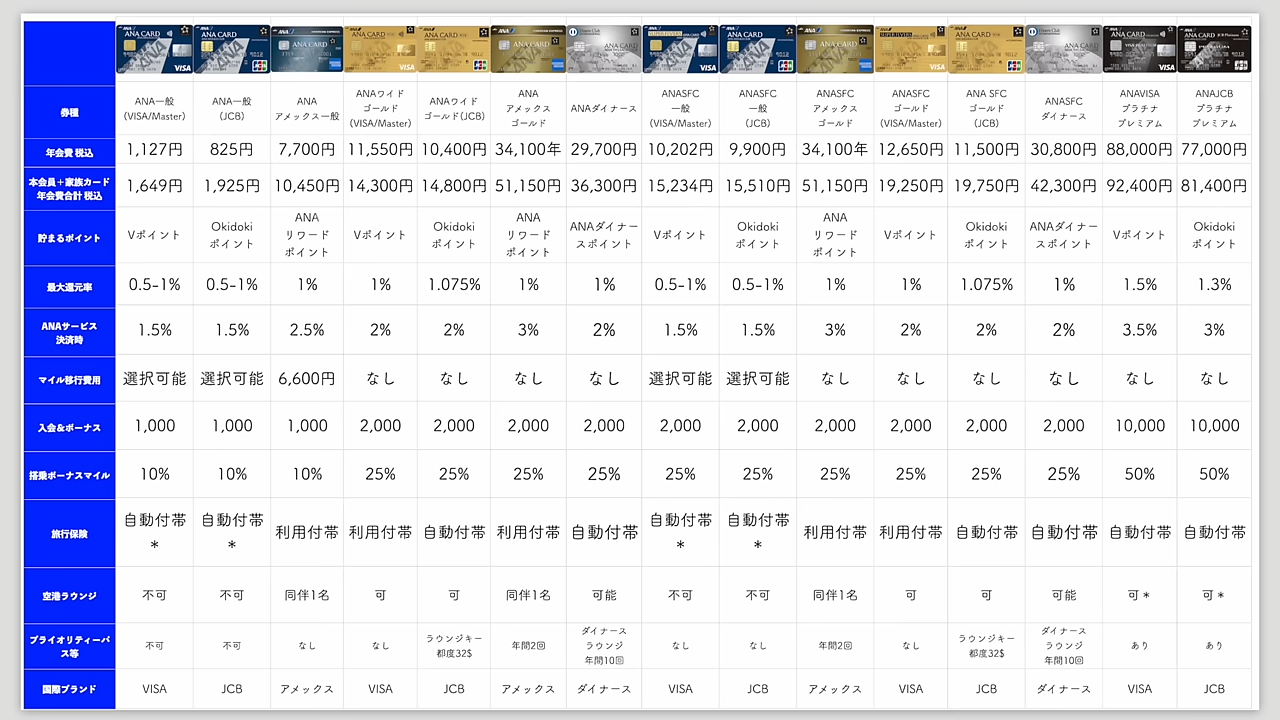 ANA CARD ANA CARD ANA CARD ANA CARD ANA CARD ANA CARD ANA CARD ANA CARD ANA CARD ANA CARD ANA CARD ANA CARD ANA CARD
券種 ANA一般 (VISA/Master) ANA一般 (JCB) ANA アメックス一般 ANAワイド ゴールド (VISA/Master) ANAワイド ゴールド(JCB) ANA アメックス ゴールド ANAダイナース ANASFC 一般 (VISA/Master) ANASFC 一般 (JCB) ANASFC アメックス ゴールド ANASFC ゴールド (VISA/Master) ANA SFC ゴールド (JCB) ANASFC ダイナース ANAVISA プラチナ プレミアム ANAJCB プラチナ プレミアム
年会費 税込 1,127円 825円 7,700円 11,550円 10,400円 34,100年 29,700円 10,202円 9,900円 34,100年 12,650円 11,500円 30,800円 88,000円 77,000円
本会員+家族カード 年会費合計 税込 1,649円 1,925円 10,450円 14,300円 14,800円 51,150円 36,300円 15,234円 15,510円 51,150円 19,250円 19,750円 42,300円 92,400円 81,400円
貯まるポイント Vポイント Okidoki ポイント ANA リワード ポイント Vポイント Okidoki ポイント ANA リワード ポイント ANAダイナースポイント Vポイント Okidoki ポイント ANA リワード ポイント Vポイント Okidoki ポイント ANAダイナースポイント Vポイント Okidoki ポイント
最大還元率 0.5-1% 0.5-1% 1% 1% 1.075% 1% 1% 0.5-1% 0.5-1% 1% 1% 1.075% 1% 1.5% 1.3%
ANAサービス 決済時 1.5% 1.5% 2.5% 2% 2% 3% 2% 1.5% 1.5% 3% 2% 2% 2% 3.5% 3%
マイル移行費用 選択可能 選択可能 6,600円 なし なし なし なし 選択可能 選択可能 なし なし なし なし なし なし
入会&ボーナス 1,000 1,000 1,000 2,000 2,000 2,000 2,000 2,000 2,000 2,000 2,000 2,000 2,000 10,000 10,000
搭乗ボーナスマイル 10% 10% 10% 25% 25% 25% 25% 25% 25% 25% 25% 25% 25% 50% 50%
旅行保険 自動付帯* 自動付帯* 利用付帯 利用付帯 自動付帯 利用付帯 自動付帯 自動付帯* 自動付帯* 利用付帯 利用付帯 自動付帯 自動付帯 自動付帯 自動付帯
空港ラウンジ 不可 不可 同伴1名 可 可 同伴1名 可能 不可 不可 同伴1名 可 可 可能 可* 可*
プライオリティーパス等 不可 不可 なし なし ラウンジキー 都度32$ 年間2回 ダイナース ラウンジ 年間10回 なし なし 年間2回 なし ラウンジキー 都度32$ ダイナース ラウンジ 年間10回 あり あり
国際ブランド VISA JCB アメックス VISA JCB アメックス ダイナース VISA JCB アメックス VISA JCB ダイナース VISA JCB